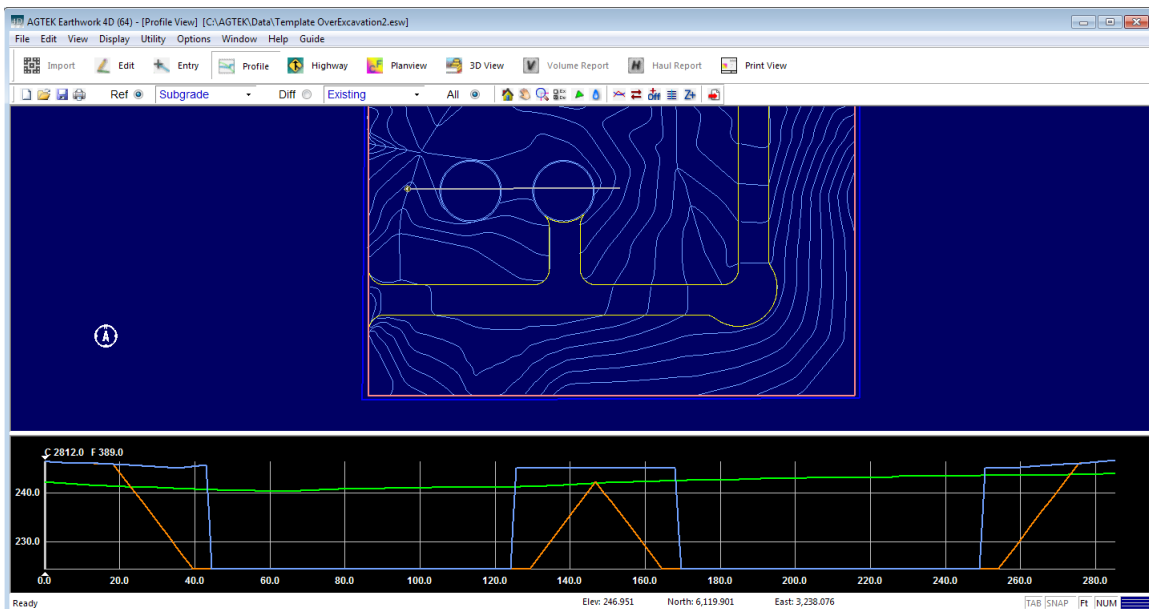 AGTEK Earthwork 4D (64) - [Profile View] [C:\AGTEK\Data\Template OverExcavation2.esw]
File Edit View Display Utility Options Window Help Guide
Import Edit Entry Profile Highway Planview 3D View Volume Report Haul Report Print View
Ref Subgrade Diff Existing All
C 2812.0 F 389.0
240.0
230.0
0.0 20.0 40.0 60.0 80.0 100.0 120.0 140.0 160.0 180.0 200.0 220.0 240.0 260.0 280.0
Ready Elev: 246.951 North: 6,119.901 East: 3,238.076 TAB SNAP Ft NUM